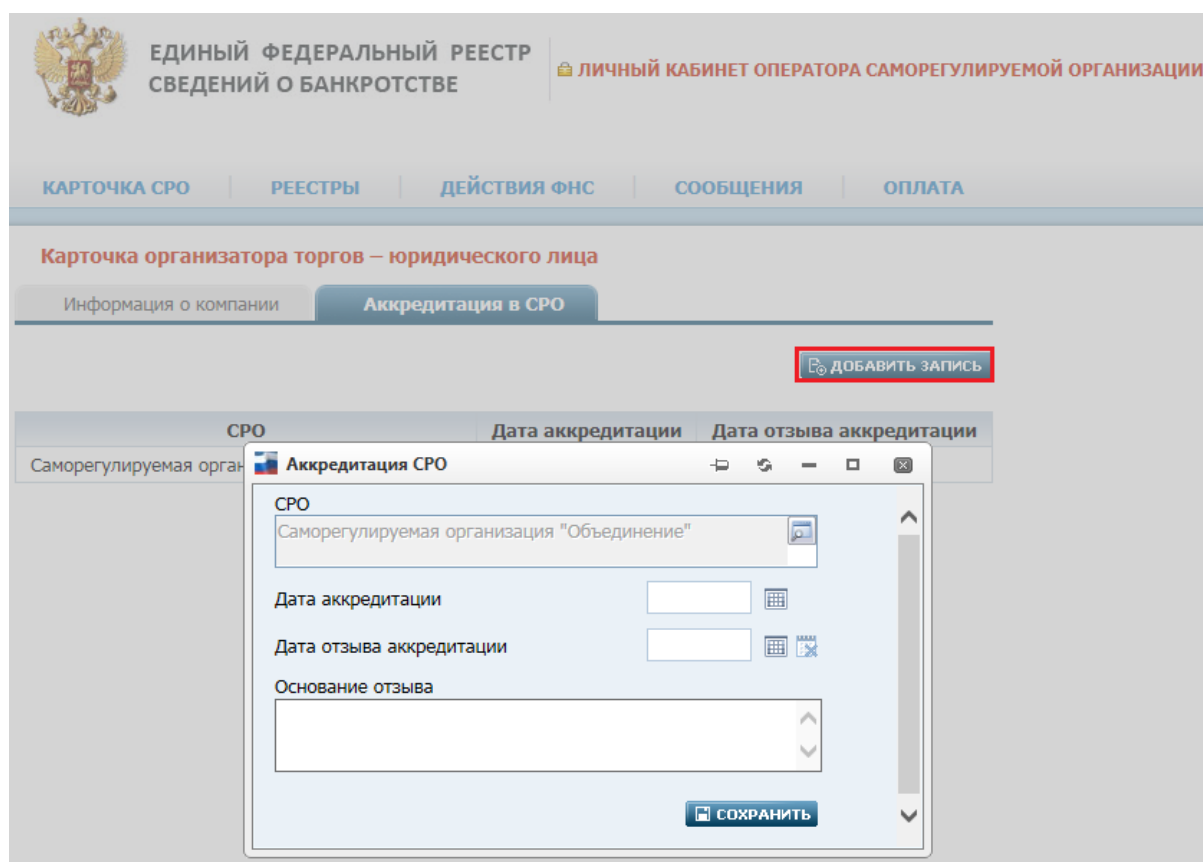 ЕДИНЫЙ ФЕДЕРАЛЬНЫЙ РЕЕСТР
СВЕДЕНИЙ О БАНКРОТСТВЕ
ЛИЧНЫЙ КАБИНЕТ ОПЕРАТОРА САМОРЕГУЛИРУЕМОЙ ОРГАНИЗАЦИИ
КАРТОЧКА СРО РЕЕСТРЫ ДЕЙСТВИЯ ФНС СООБЩЕНИЯ ОПЛАТА
Карточка организатора торгов – юридического лица
Информация о компании Аккредитация в СРО
ДОБАВИТЬ ЗАПИСЬ
СРО Дата аккредитации Дата отзыва аккредитации
Саморегулируемая орган
Аккредитация СРО
СРО
Саморегулируемая организация "Объединение"
Дата аккредитации
Дата отзыва аккредитации
Основание отзыва
СОХРАНИТЬ